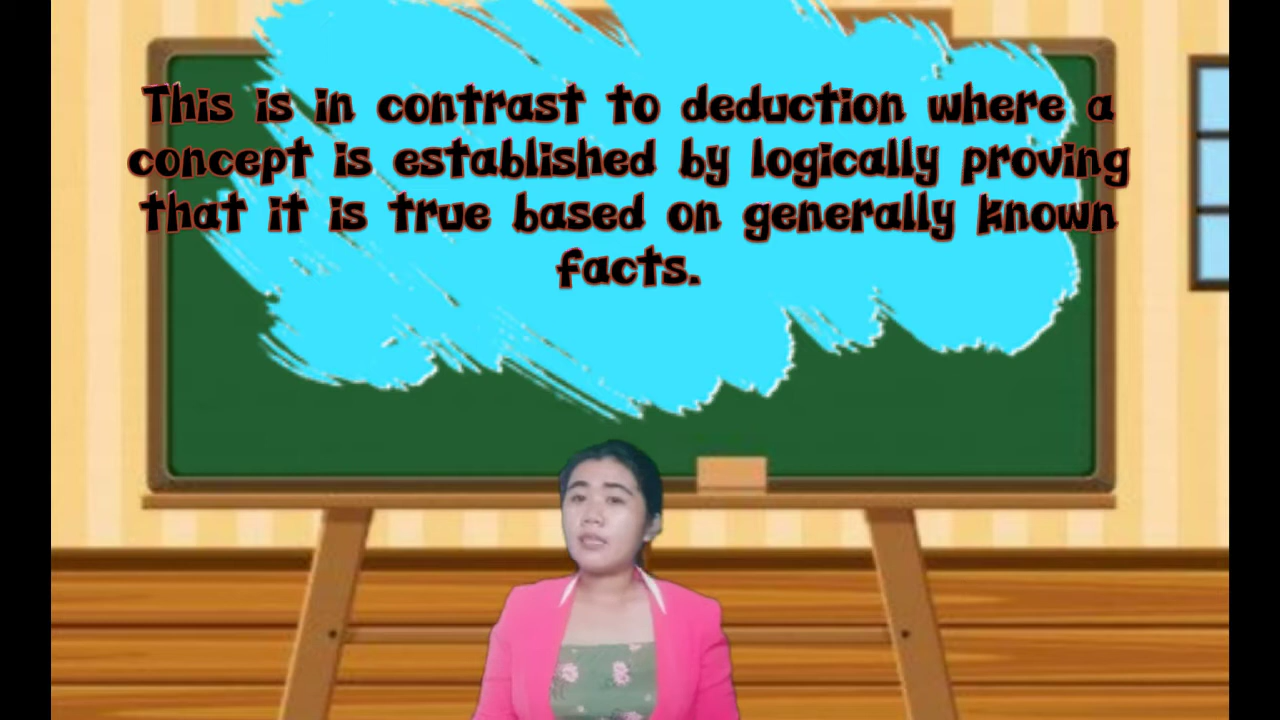 This is in contrast to deduction where a
concept is established by logically proving
that it is true based on generally known
facts.